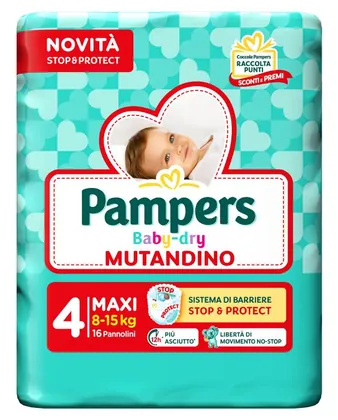 NOVITÀ
STOP & PROTECT
Coccole Pampers
RACCOLTA
PUNTI
SCONTI E PREMI
Pampers
Baby-dry
MUTANDINO
4
MAXI
8-15 kg
16 Pannolini
STOP
PROTECT
SISTEMA DI BARRIERE
STOP & PROTECT
12h
PIÙ
ASCIUTTO*
LIBERTÀ DI
MOVIMENTO NO-STOP